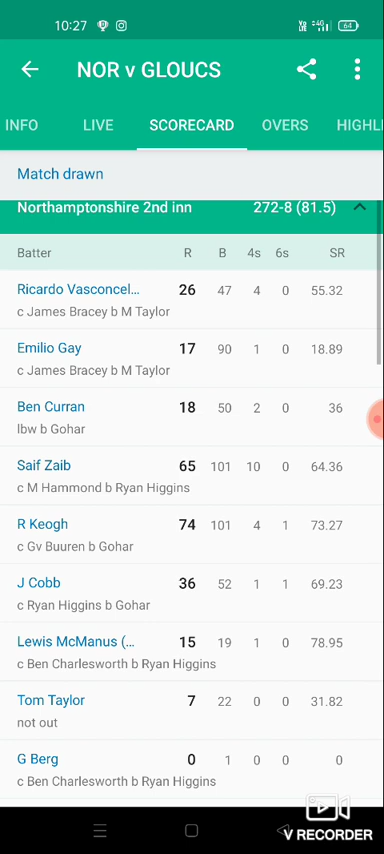 10:27 4G 64
NOR v GLOUCS
INFO LIVE SCORECARD OVERS HIGHLI
Match drawn
Northamptonshire 2nd inn 272-8 (81.5)
Batter R B 4s 6s SR
Ricardo Vasconcel... 26 47 4 0 55.32
c James Bracey b M Taylor
Emilio Gay 17 90 1 0 18.89
c James Bracey b M Taylor
Ben Curran 18 50 2 0 36
lbw b Gohar
Saif Zaib 65 101 10 0 64.36
c M Hammond b Ryan Higgins
R Keogh 74 101 4 1 73.27
c Gv Buuren b Gohar
J Cobb 36 52 1 1 69.23
c Ryan Higgins b Gohar
Lewis McManus (... 15 19 1 0 78.95
c Ben Charlesworth b Ryan Higgins
Tom Taylor 7 22 0 0 31.82
not out
G Berg 0 1 0 0 0
c Ben Charlesworth b Ryan Higgins
V RECORDER